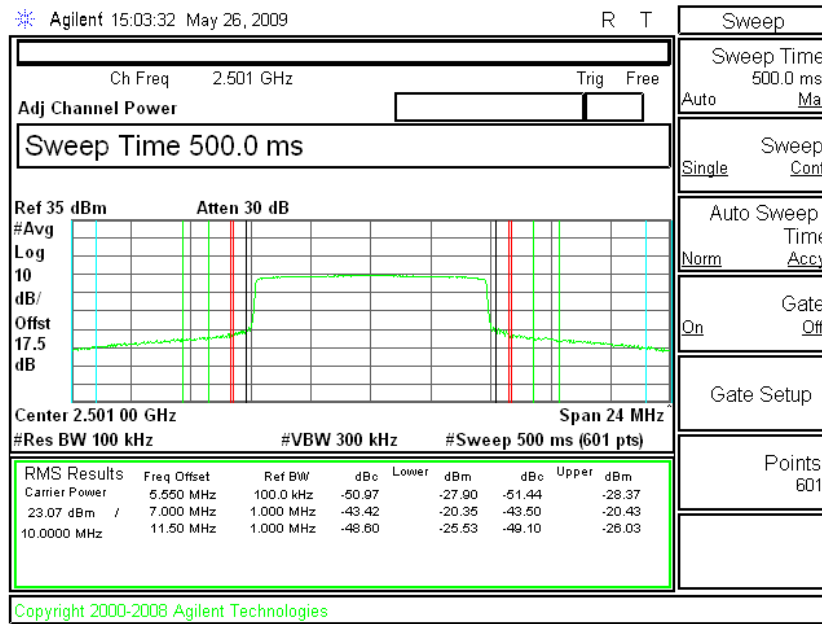 Agilent 15:03:32 May 26, 2009 R T
Ch Freq 2.501 GHz Trig Free
Adj Channel Power
Sweep Time 500.0 ms
Ref 35 dBm Atten 30 dB
#Avg
Log
10
dB/
Offst
17.5
dB
Center 2.501 00 GHz Span 24 MHz^
#Res BW 100 kHz #VBW 300 kHz #Sweep 500 ms (601 pts)
RMS Results Freq Offset Ref BW dBc Lower dBm dBc Upper dBm
Carrier Power 5.550 MHz 100.0 kHz -50.97 -27.90 -51.44 -28.37
23.07 dBm / 7.000 MHz 1.000 MHz -43.42 -20.35 -43.50 -20.43
10.0000 MHz 11.50 MHz 1.000 MHz -48.60 -25.53 -49.10 -26.03
Copyright 2000-2008 Agilent Technologies
Sweep
Sweep Time
500.0 ms
Auto Ma
Sweep
Single Cont
Auto Sweep
Time
Norm Accy
Gate
On Off
Gate Setup
Points
601